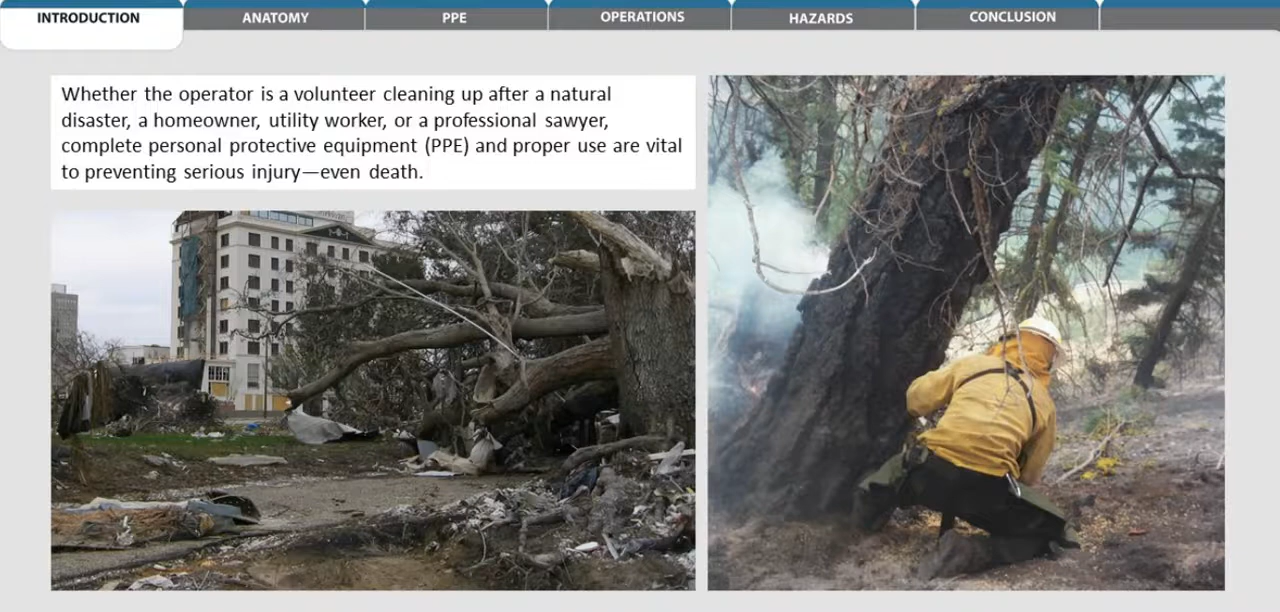 INTRODUCTION
ANATOMY
PPE
OPERATIONS
HAZARDS
CONCLUSION
Whether the operator is a volunteer cleaning up after a natural
disaster, a homeowner, utility worker, or a professional sawyer,
complete personal protective equipment (PPE) and proper use are vital
to preventing serious injury—even death.